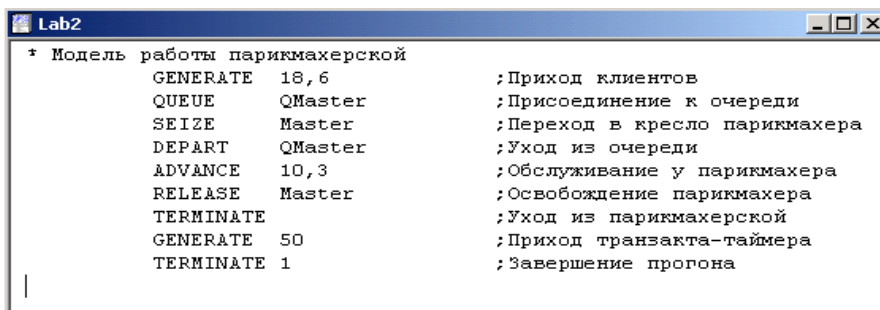 Lab2
* Модель работы парикмахерской
GENERATE 18,6 ;Приход клиентов
QUEUE QMaster ;Присоединение к очереди
SEIZE Master ;Переход в кресло парикмахера
DEPART QMaster ;Уход из очереди
ADVANCE 10,3 ;Обслуживание у парикмахера
RELEASE Master ;Освобождение парикмахера
TERMINATE ;Уход из парикмахерской
GENERATE 50 ;Приход транзакта-таймера
TERMINATE 1 ;Завершение прогона